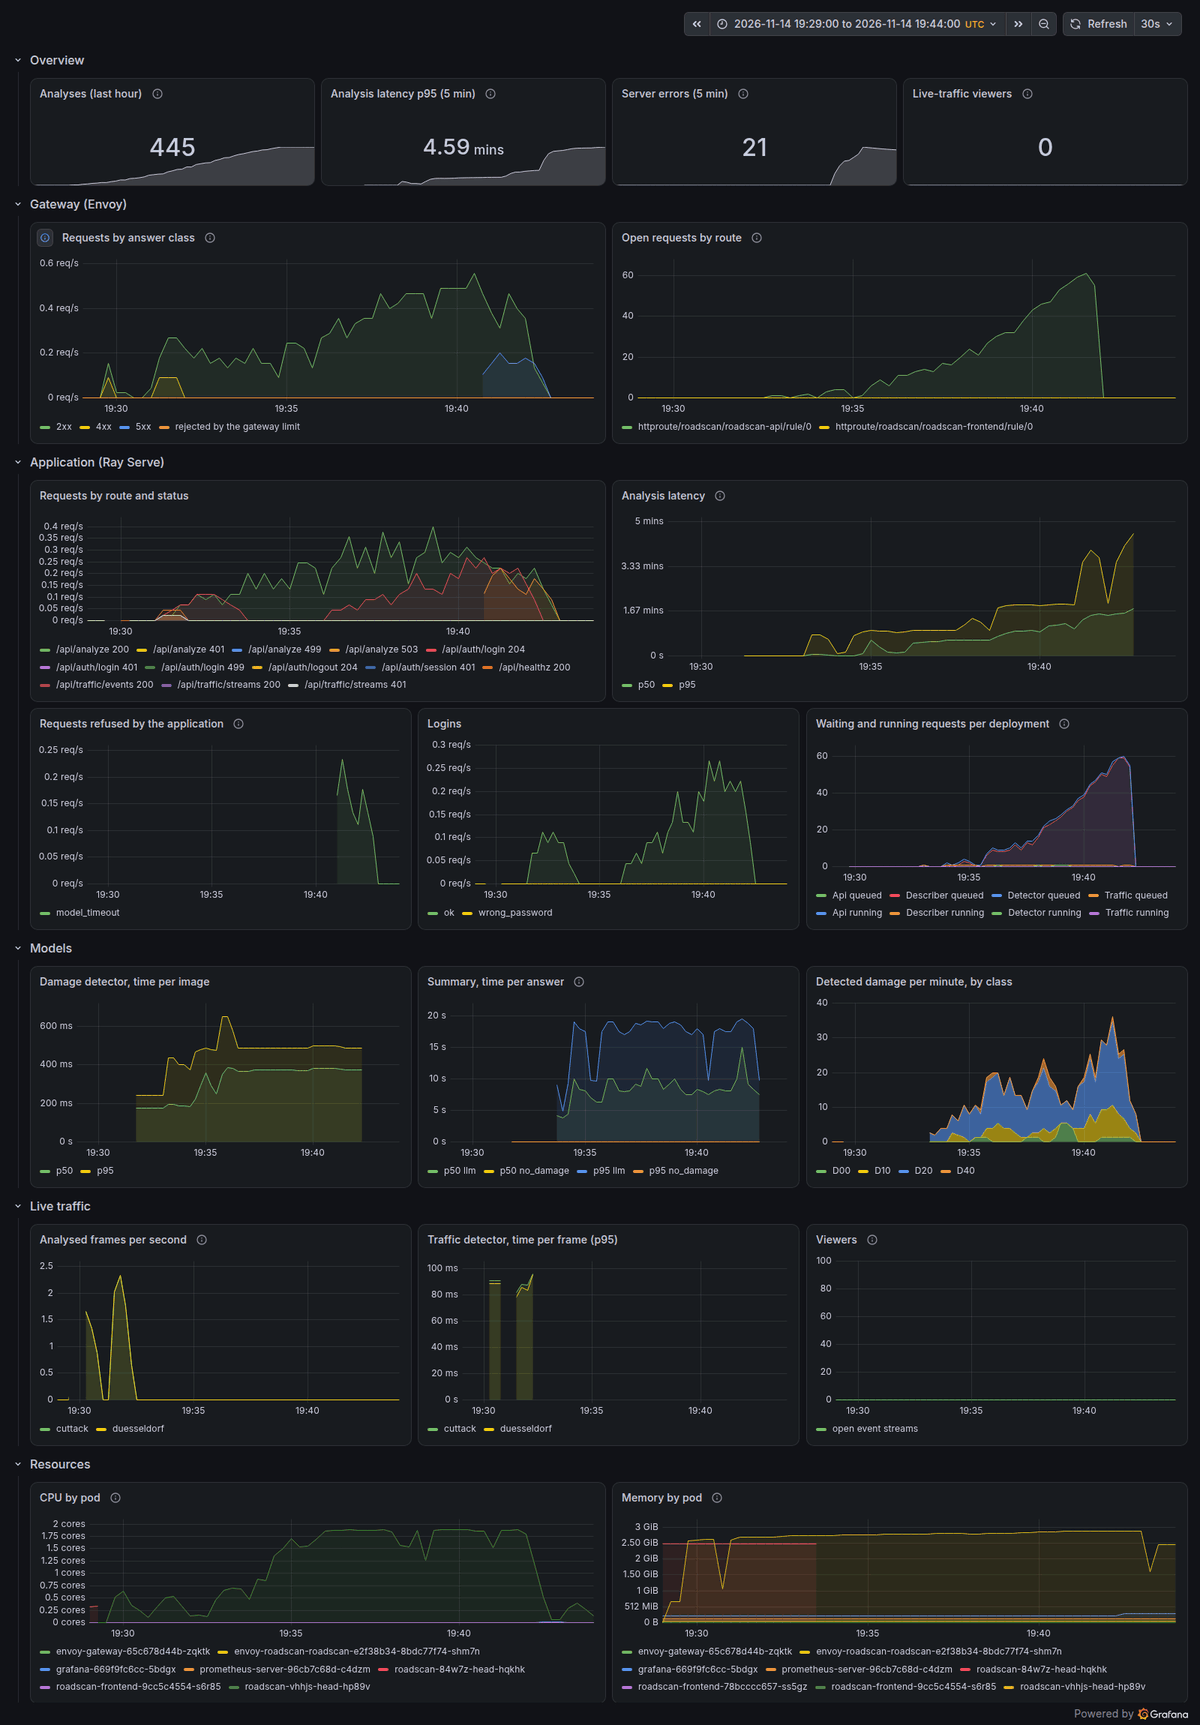 2026-11-14 19:29:00 to 2026-11-14 19:44:00 UTC
Refresh 30s
Overview
Analyses (last hour)
445
Analysis latency p95 (5 min)
4.59 mins
Server errors (5 min)
21
Live-traffic viewers
0
Gateway (Envoy)
Requests by answer class
0.6 req/s
0.4 req/s
0.2 req/s
0 req/s
19:30 19:35 19:40
2xx 4xx 5xx rejected by the gateway limit
Open requests by route
60
40
20
0
19:30 19:35 19:40
httproute/roadscan/roadscan-api/rule/0 httproute/roadscan/roadscan-frontend/rule/0
Application (Ray Serve)
Requests by route and status
0.4 req/s
0.35 req/s
0.3 req/s
0.25 req/s
0.2 req/s
0.15 req/s
0.1 req/s
0.05 req/s
0 req/s
19:30 19:35 19:40
/api/analyze 200 /api/analyze 401 /api/analyze 499 /api/analyze 503 /api/auth/login 204
/api/auth/login 401 /api/auth/login 499 /api/auth/logout 204 /api/auth/session 401 /api/healthz 200
/api/traffic/events 200 /api/traffic/streams 200 /api/traffic/streams 401
Analysis latency
5 mins
3.33 mins
1.67 mins
0 s
19:30 19:35 19:40
p50 p95
Requests refused by the application
0.25 req/s
0.2 req/s
0.15 req/s
0.1 req/s
0.05 req/s
0 req/s
19:30 19:35 19:40
model_timeout
Logins
0.3 req/s
0.25 req/s
0.2 req/s
0.15 req/s
0.1 req/s
0.05 req/s
0 req/s
19:30 19:35 19:40
ok wrong_password
Waiting and running requests per deployment
60
40
20
0
19:30 19:35 19:40
Api queued Describer queued Detector queued Traffic queued
Api running Describer running Detector running Traffic running
Models
Damage detector, time per image
600 ms
400 ms
200 ms
0 s
19:30 19:35 19:40
p50 p95
Summary, time per answer
20 s
15 s
10 s
5 s
0 s
19:30 19:35 19:40
p50 llm p50 no_damage p95 llm p95 no_damage
Detected damage per minute, by class
40
30
20
10
0
19:30 19:35 19:40
D00 D10 D20 D40
Live traffic
Analysed frames per second
2.5
2
1.5
1
0.5
0
19:30 19:35 19:40
cuttack duesseldorf
Traffic detector, time per frame (p95)
100 ms
80 ms
60 ms
40 ms
20 ms
0 s
19:30 19:35 19:40
cuttack duesseldorf
Viewers
100
80
60
40
20
0
19:30 19:35 19:40
open event streams
Resources
CPU by pod
2 cores
1.75 cores
1.5 cores
1.25 cores
1 cores
0.75 cores
0.5 cores
0.25 cores
0 cores
19:30 19:35 19:40
envoy-gateway-65c678d44b-zqktk envoy-roadscan-roadscan-e2f38b34-8bdc77f74-shm7n
grafana-669f9fc6cc-5bdgx prometheus-server-96cb7c68d-c4dzm roadscan-84w7z-head-hqkhk
roadscan-frontend-9cc5c4554-s6r85 roadscan-vhhjs-head-hp89v
Memory by pod
3 GiB
2.50 GiB
2 GiB
1.50 GiB
1 GiB
512 MiB
0 B
19:30 19:35 19:40
envoy-gateway-65c678d44b-zqktk envoy-roadscan-roadscan-e2f38b34-8bdc77f74-shm7n
grafana-669f9fc6cc-5bdgx prometheus-server-96cb7c68d-c4dzm roadscan-84w7z-head-hqkhk
roadscan-frontend-78bcccc657-ss5gz roadscan-frontend-9cc5c4554-s6r85 roadscan-vhhjs-head-hp89v
Powered by Grafana